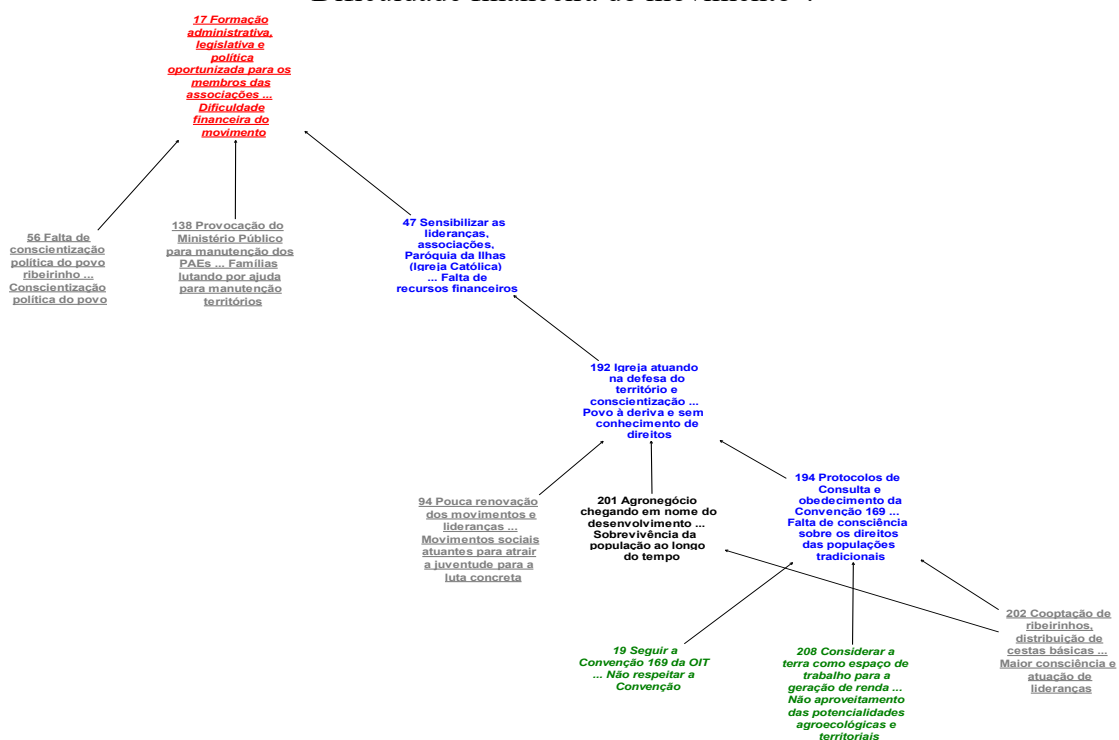 "Dificuldade financeira do movimento".
17 Formação
administrativa,
legislativa e
política
oportunizada para os
membros das
associações ...
Dificuldade
financeira do
movimento
56 Falta de
conscientização
política do povo
ribeirinho ...
Conscientização
política do povo
138 Provocação do
Ministério Público
para manutenção dos
PAEs ... Famílias
lutando por ajuda
para manutenção
territórios
47 Sensibilizar as
lideranças,
associações,
Paróquia da Ilhas
(Igreja Católica)
... Falta de
recursos financeiros
192 Igreja atuando
na defesa do
território e
conscientização ...
Povo à deriva e sem
conhecimento de
direitos
94 Pouca renovação
dos movimentos e
lideranças ...
Movimentos sociais
atuantes para atrair
a juventude para a
luta concreta
201 Agronegócio
chegando em nome do
desenvolvimento ...
Sobrevivência da
população ao longo
do tempo
194 Protocolos de
Consulta e
obedecimento da
Convenção 169 ...
Falta de consciência
sobre os direitos
das populações
tradicionais
19 Seguir a
Convenção 169 da OIT
... Não respeitar a
Convenção
208 Considerar a
terra como espaço de
trabalho para a
geração de renda ...
Não aproveitamento
das potencialidades
agroecológicas e
territoriais
202 Cooptação de
ribeirinhos,
distribuição de
cestas básicas ...
Maior consciência e
atuação de
lideranças